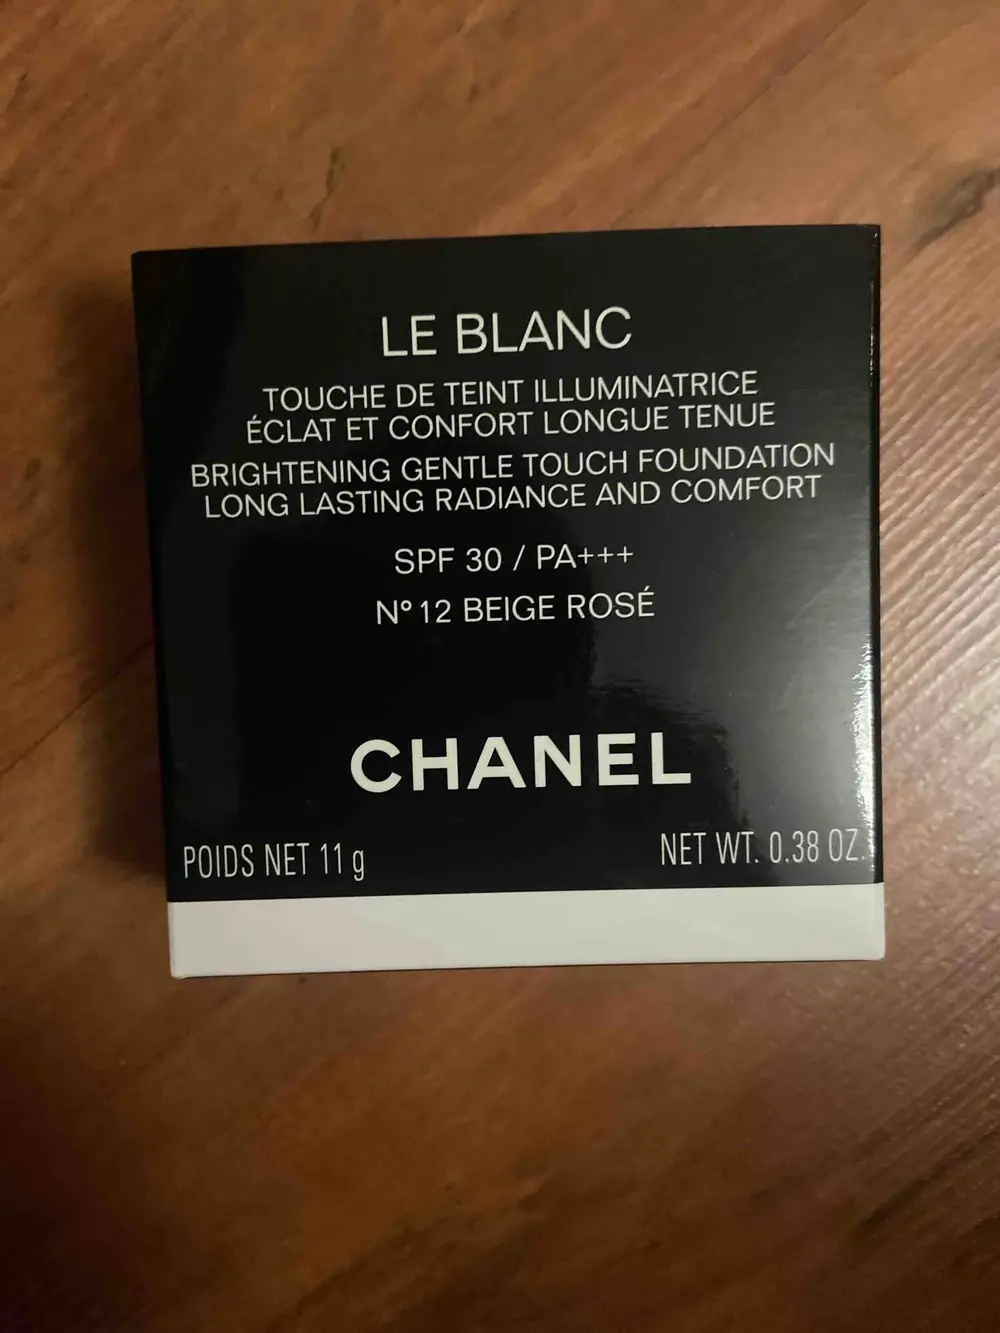 LE BLANC
TOUCHE DE TEINT ILLUMINATRICE
ÉCLAT ET CONFORT LONGUE TENUE
BRIGHTENING GENTLE TOUCH FOUNDATION
LONG LASTING RADIANCE AND COMFORT
SPF 30 / PA+++
Nº 12 BEIGE ROSÉ
CHANEL
POIDS NET 11 g
NET WT. 0.38 OZ.